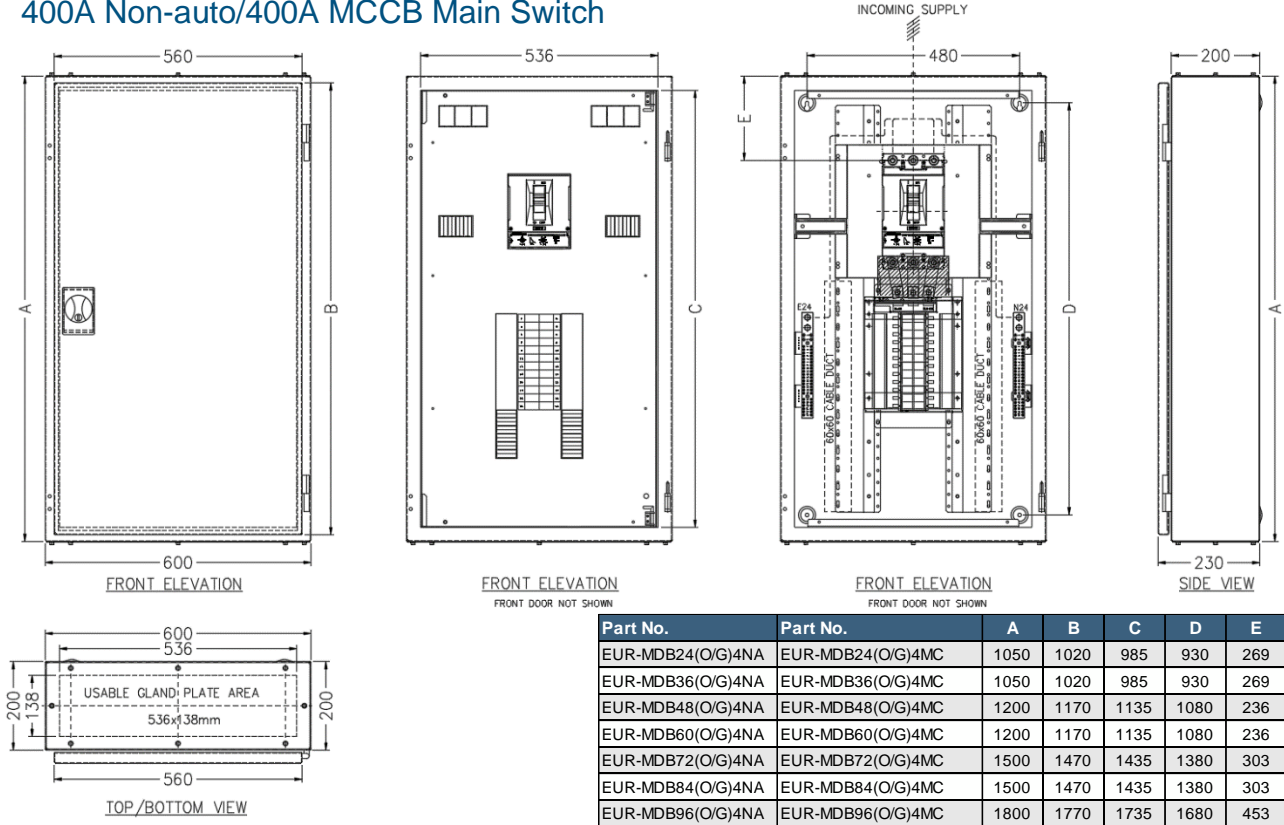 400A Non-auto/400A MCCB Main Switch
INCOMING SUPPLY
560
A
B
600
FRONT ELEVATION
536
C
FRONT ELEVATION
FRONT DOOR NOT SHOWN
480
E
D
E24
N24
60x60 CABLE DUCT
60x60 CABLE DUCT
FRONT ELEVATION
FRONT DOOR NOT SHOWN
200
A
230
SIDE VIEW
600
536
200
138
USABLE GLAND PLATE AREA
536x138mm
200
560
TOP/BOTTOM VIEW
Part No. Part No. A B C D E
EUR-MDB24(O/G)4NA EUR-MDB24(O/G)4MC 1050 1020 985 930 269
EUR-MDB36(O/G)4NA EUR-MDB36(O/G)4MC 1050 1020 985 930 269
EUR-MDB48(O/G)4NA EUR-MDB48(O/G)4MC 1200 1170 1135 1080 236
EUR-MDB60(O/G)4NA EUR-MDB60(O/G)4MC 1200 1170 1135 1080 236
EUR-MDB72(O/G)4NA EUR-MDB72(O/G)4MC 1500 1470 1435 1380 303
EUR-MDB84(O/G)4NA EUR-MDB84(O/G)4MC 1500 1470 1435 1380 303
EUR-MDB96(O/G)4NA EUR-MDB96(O/G)4MC 1800 1770 1735 1680 453